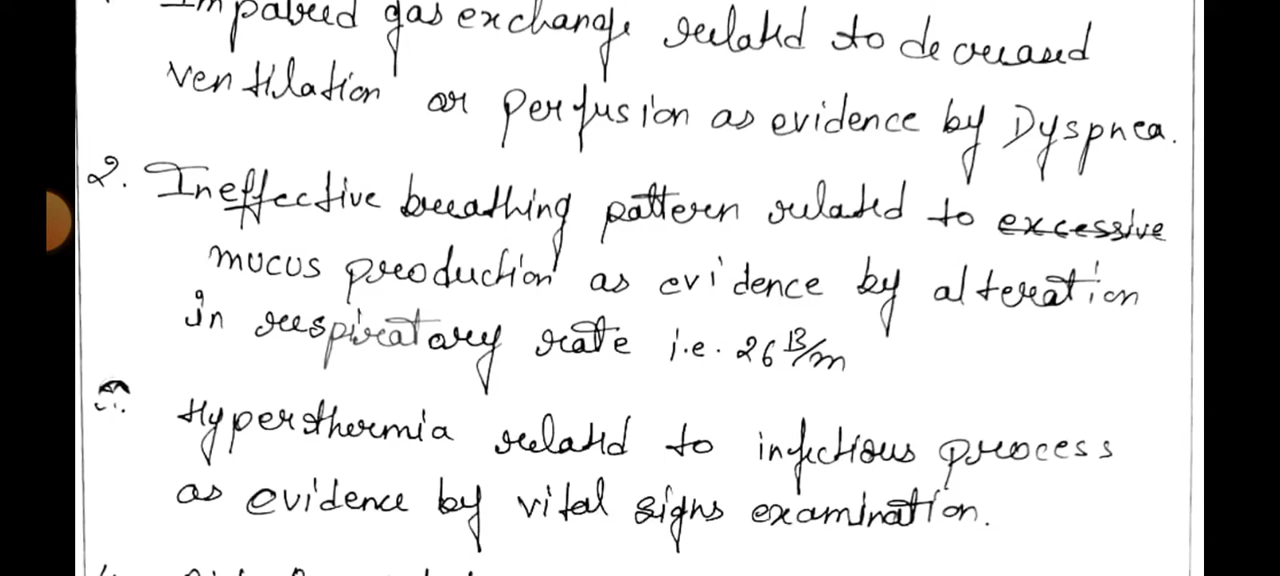 Impaired gas exchange related to decreased
ventilation or perfusion as evidence by Dyspnea.
2. Ineffective breathing pattern related to excessive
mucus production as evidence by alteration
in respiratory rate i.e. 26 B/m
Hyperthermia related to infectious process
as evidence by vital signs examination.